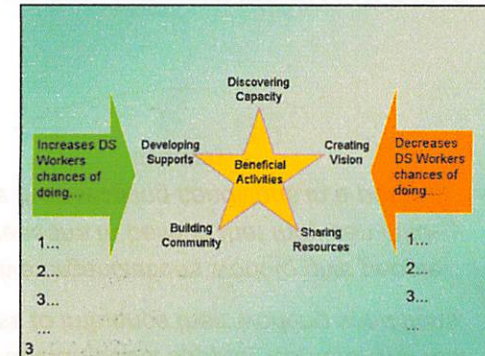 Discovering
Capacity
Increases DS
Workers
chances of
doing...
Developing
Supports
Beneficial
Activities
Creating
Vision
Decreases
DS Workers
chances of
doing...
Building
Community
Sharing
Resources
1...
2...
3...
...
1...
2...
3...
...
3